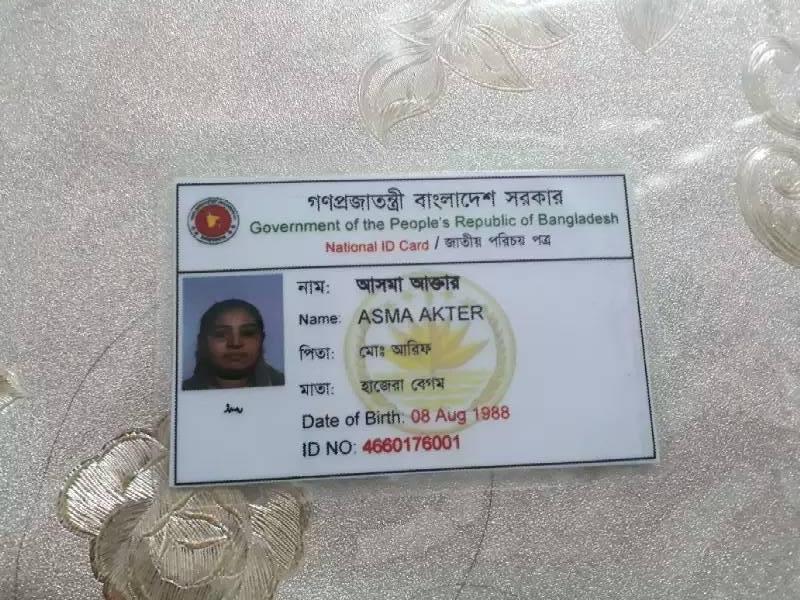 গণপ্রজাতন্ত্রী বাংলাদেশ সরকার
Government of the People's Republic of Bangladesh
National ID Card / জাতীয় পরিচয় পত্র
নাম: আসমা আক্তার
Name: ASMA AKTER
পিতা: মোঃ আরিফ
মাতা: হাজেরা বেগম
Date of Birth: 08 Aug 1988
ID NO: 4660176001